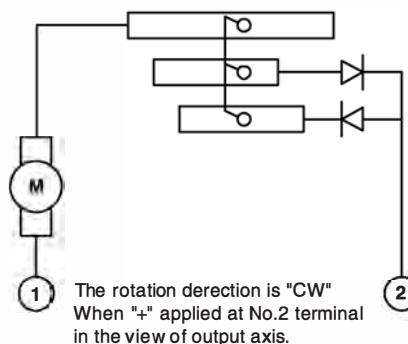 M
1
2
The rotation derection is "CW"
When "+" applied at No.2 terminal
in the view of output axis.